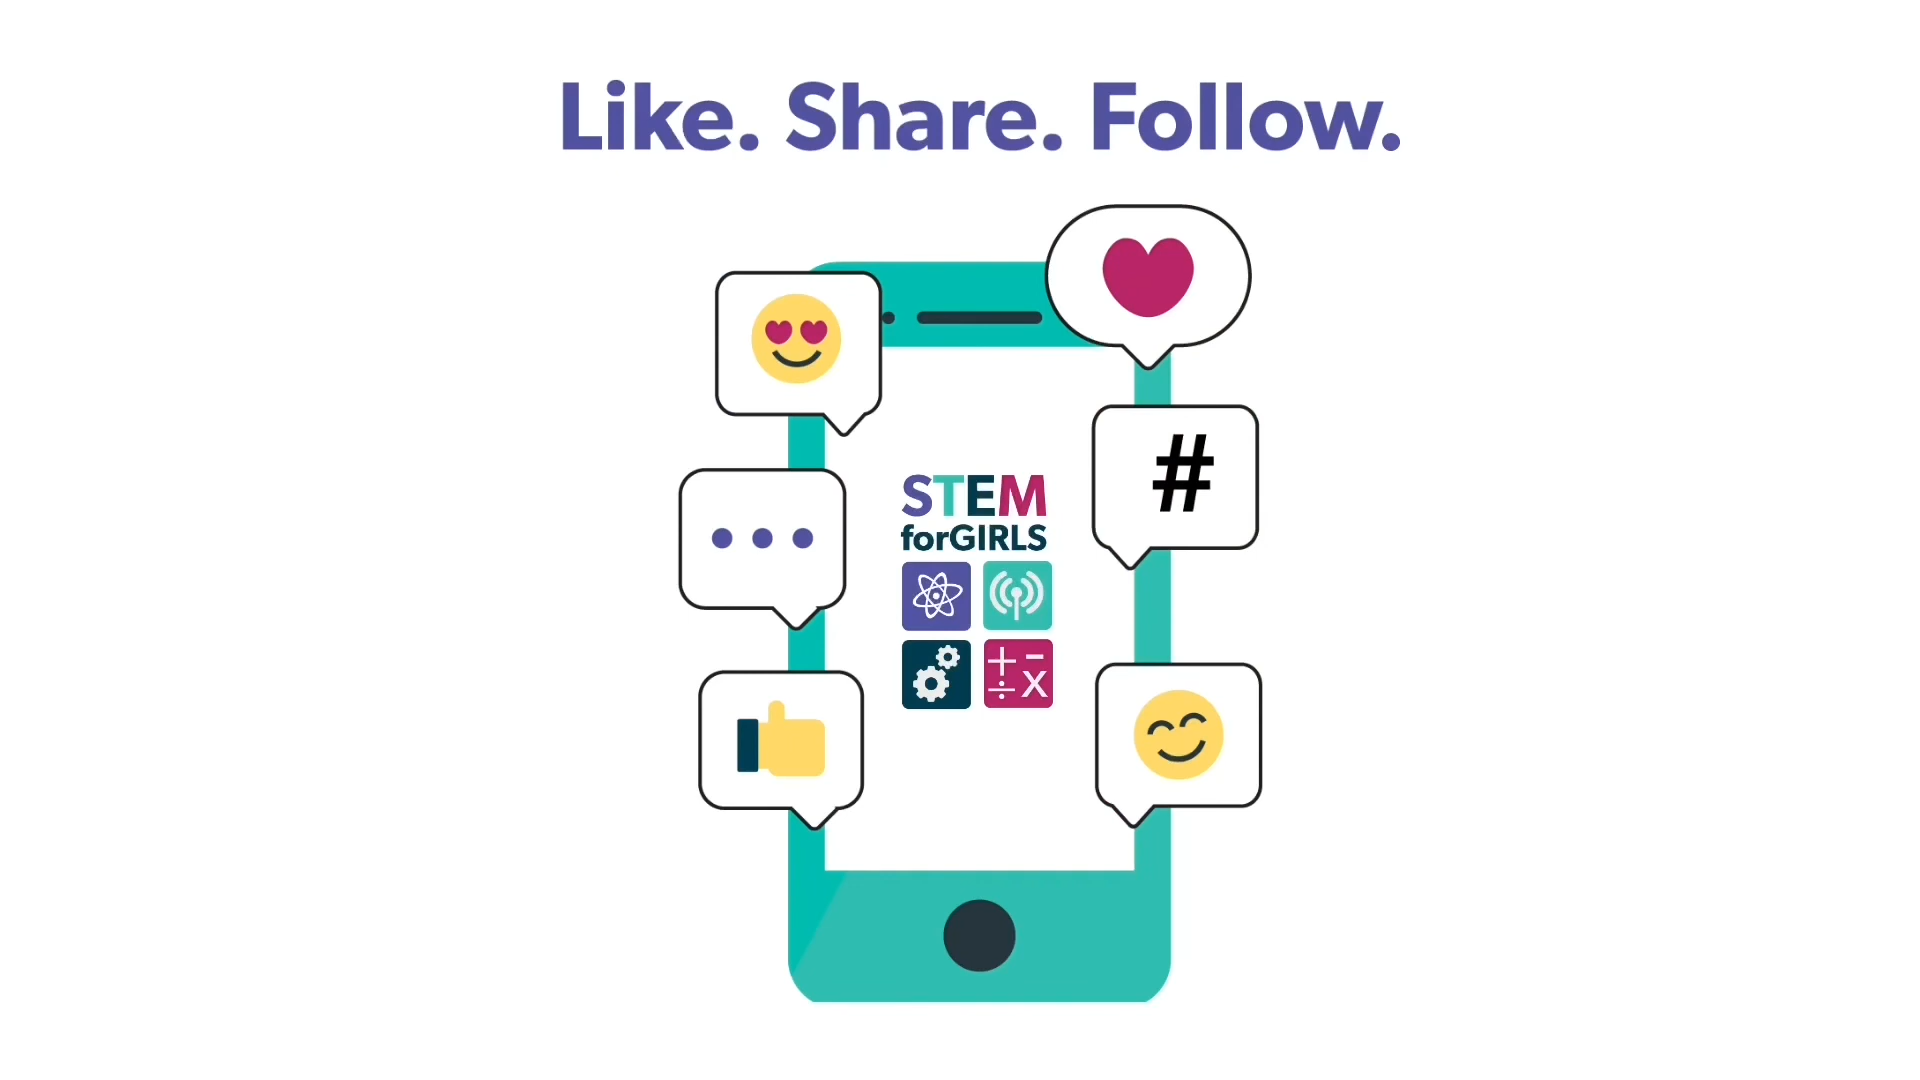 Like. Share. Follow.
#
STEM
forGIRLS
+ −
÷ X